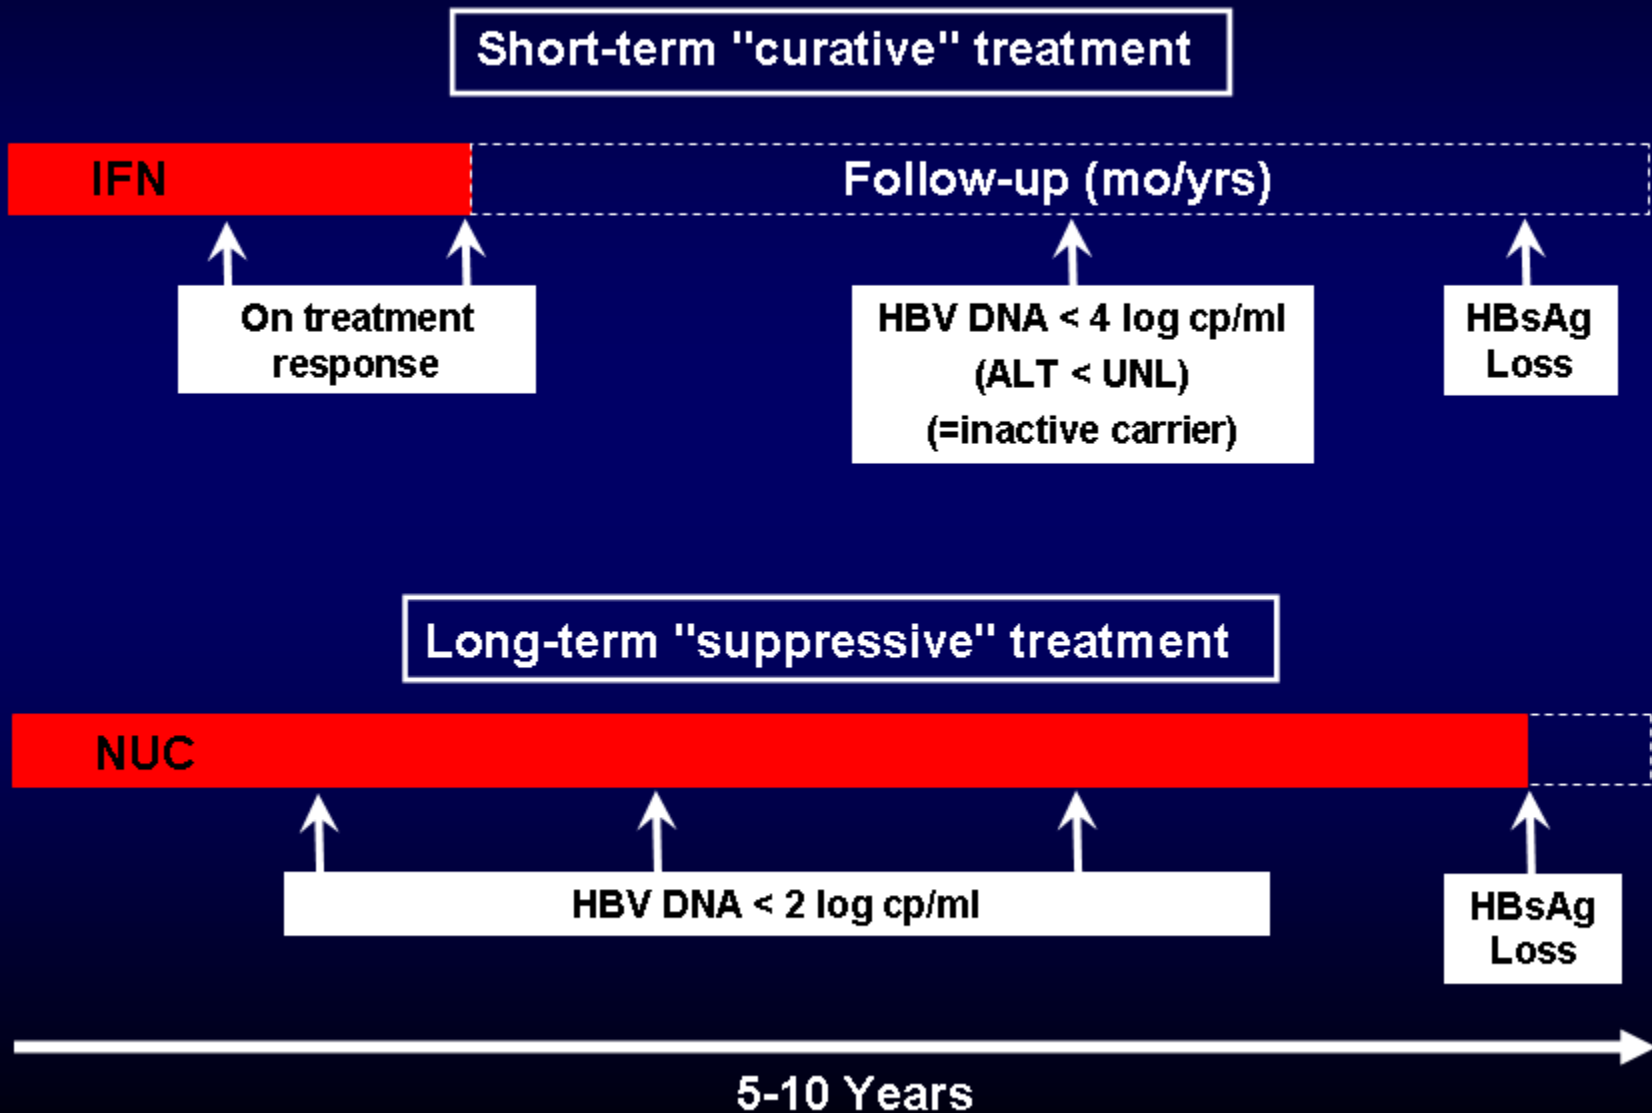 Short-term "curative" treatment
IFN
Follow-up (mo/yrs)
On treatment
response
HBV DNA < 4 log cp/ml
(ALT < UNL)
(=inactive carrier)
HBsAg
Loss
Long-term "suppressive" treatment
NUC
HBV DNA < 2 log cp/ml
HBsAg
Loss
5-10 Years